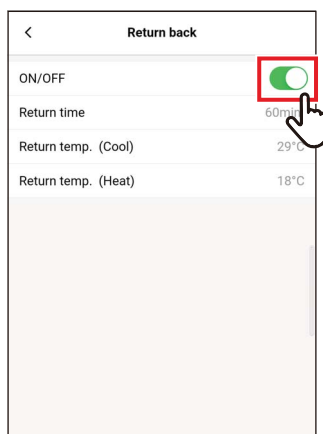 Return back
ON/OFF
Return time 60min
Return temp. (Cool) 29°C
Return temp. (Heat) 18°C